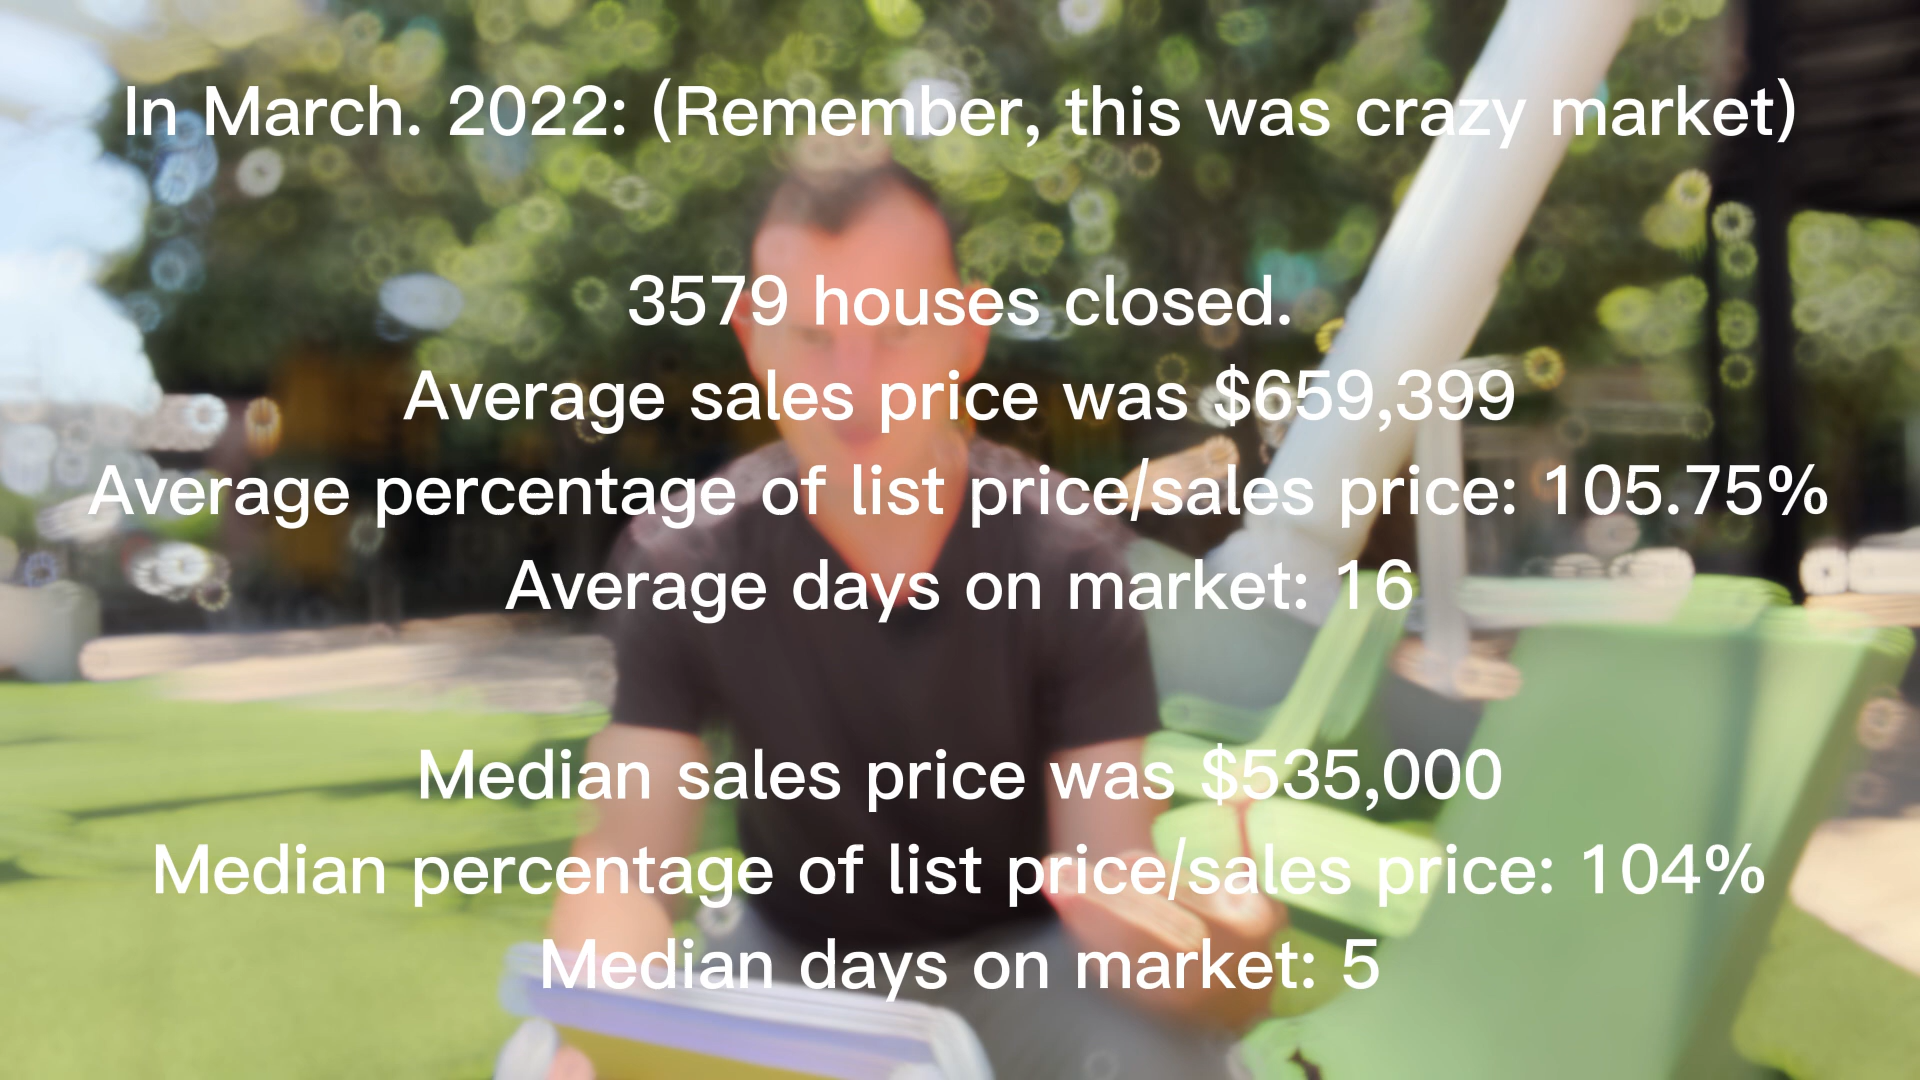 In March. 2022: (Remember, this was crazy market)
3579 houses closed.
Average sales price was $659,399
Average percentage of list price/sales price: 105.75%
Average days on market: 16
Median sales price was $535,000
Median percentage of list price/sales price: 104%
Median days on market: 5